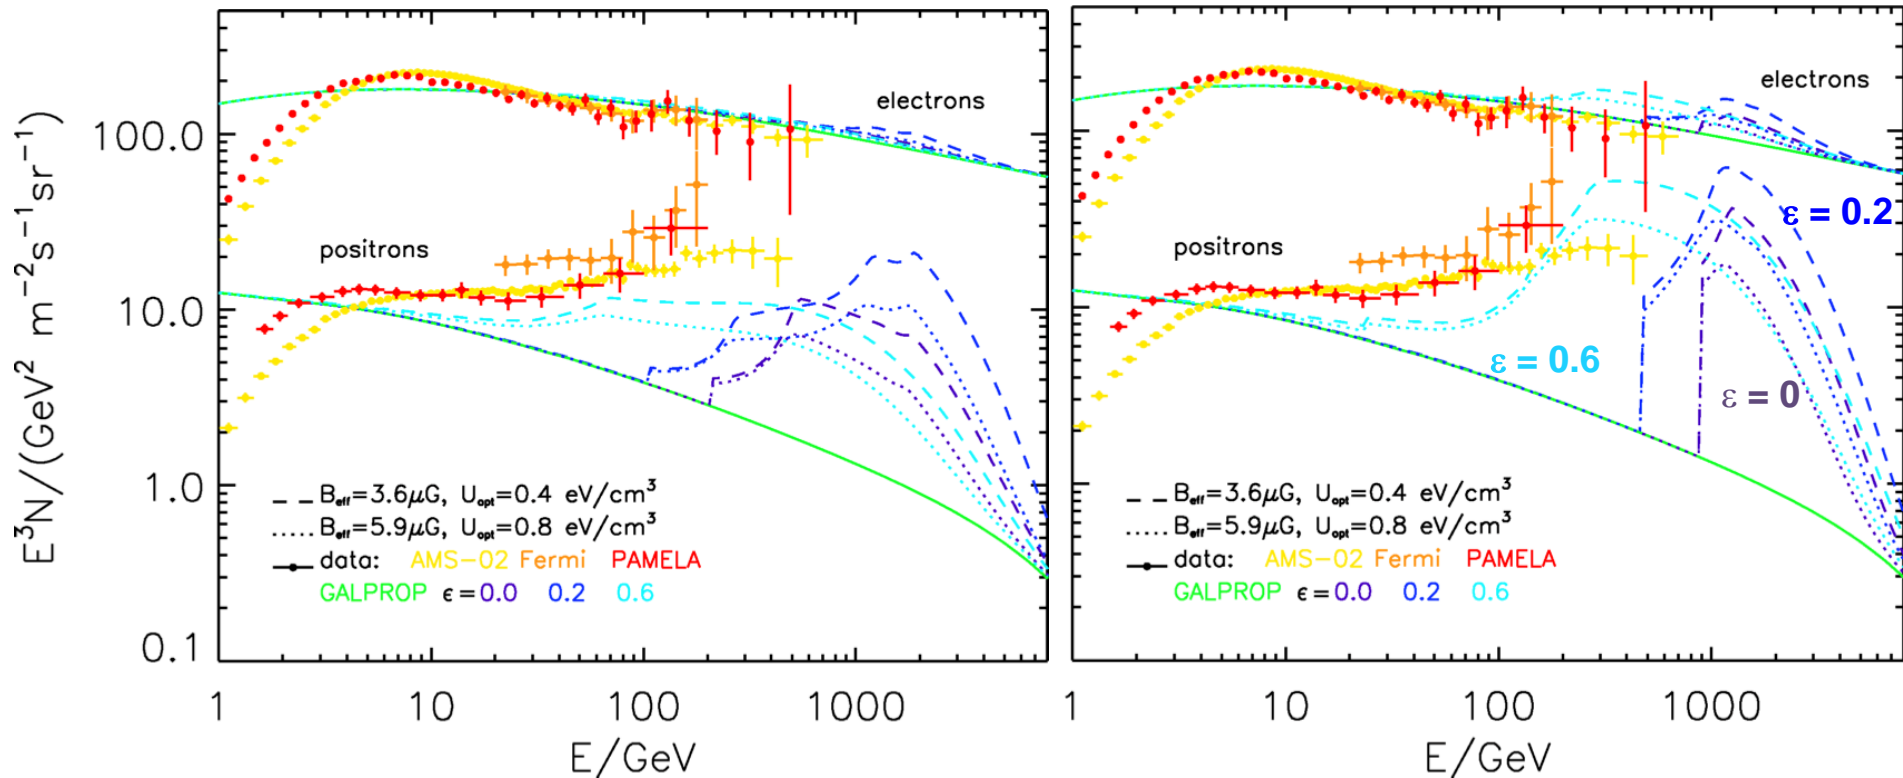 E³N/(GeV² m⁻²s⁻¹sr⁻¹)
100.0
10.0
1.0
0.1
electrons
positrons
B_eff=3.6μG, U_opt=0.4 eV/cm³
B_eff=5.9μG, U_opt=0.8 eV/cm³
data: AMS-02 Fermi PAMELA
GALPROP ϵ=0.0 0.2 0.6
1 10 100 1000
E/GeV
electrons
ε = 0.2
positrons
ε = 0.6
ε = 0
B_eff=3.6μG, U_opt=0.4 eV/cm³
B_eff=5.9μG, U_opt=0.8 eV/cm³
data: AMS-02 Fermi PAMELA
GALPROP ϵ=0.0 0.2 0.6
1 10 100 1000
E/GeV